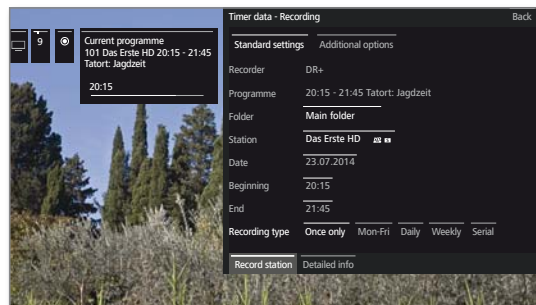 Timer data - Recording
Back
9
Current programme
101 Das Erste HD 20:15 - 21:45
Tatort: Jagdzeit
20:15
Standard settings Additional options
Recorder DR+
Programme 20:15 - 21:45 Tatort: Jagdzeit
Folder Main folder
Station Das Erste HD
Date 23.07.2014
Beginning 20:15
End 21:45
Recording type Once only Mon-Fri Daily Weekly Serial
Record station Detailed info